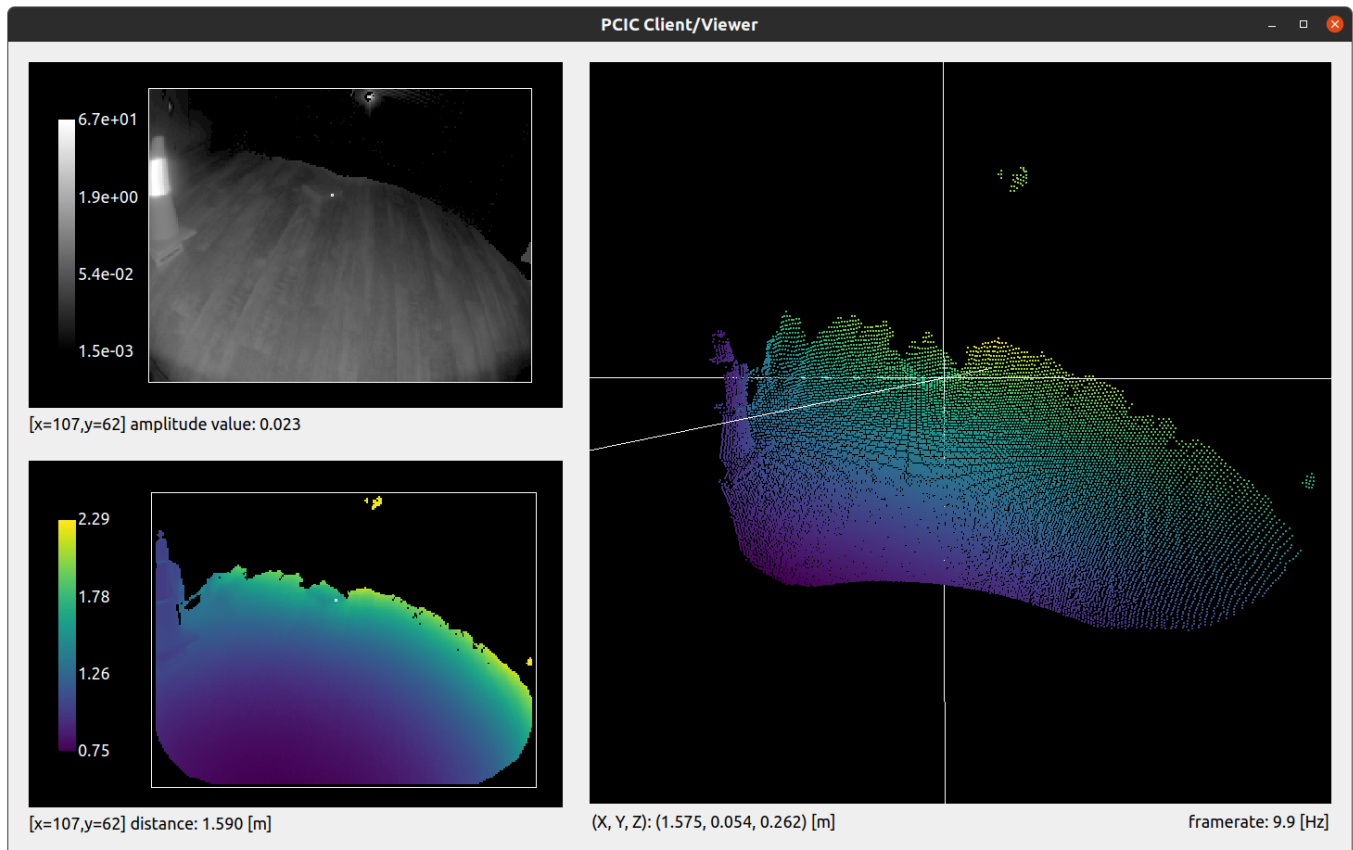 PCIC Client/Viewer
6.7e+01
1.9e+00
5.4e-02
1.5e-03
[x=107,y=62] amplitude value: 0.023
2.29
1.78
1.26
0.75
[x=107,y=62] distance: 1.590 [m]
(X, Y, Z): (1.575, 0.054, 0.262) [m]
framerate: 9.9 [Hz]